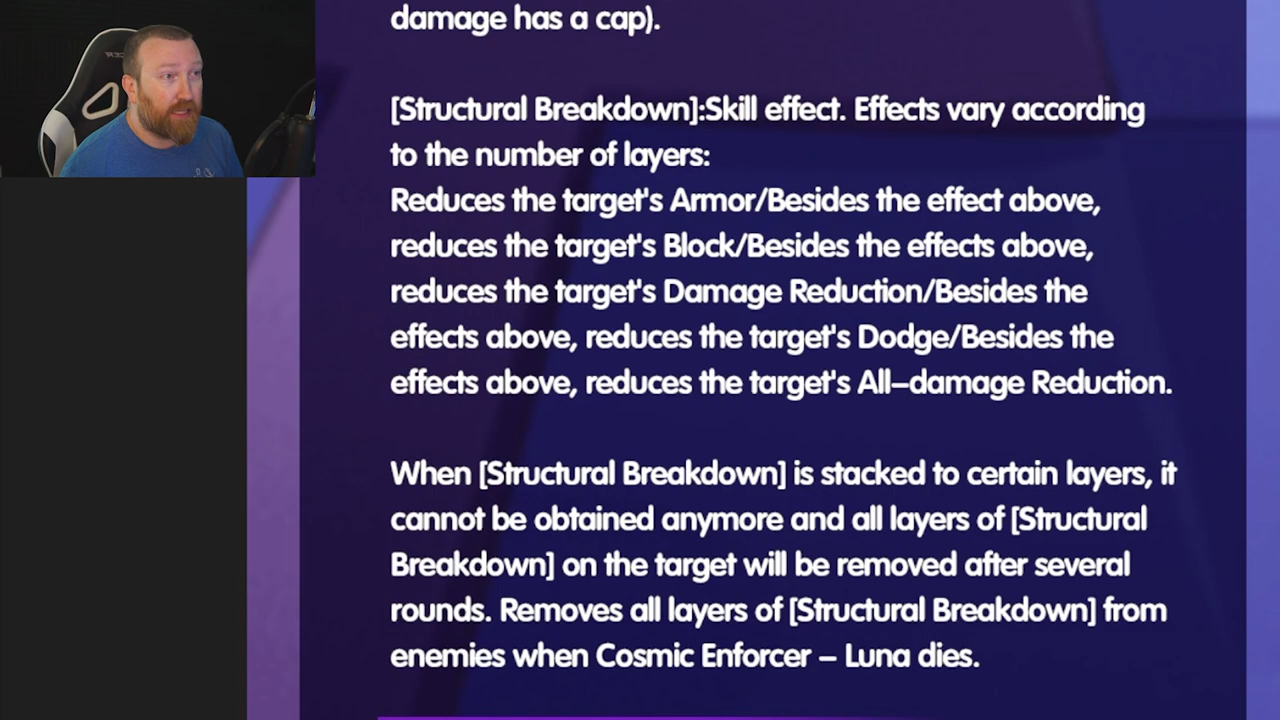 damage has a cap).
[Structural Breakdown]:Skill effect. Effects vary according
to the number of layers:
Reduces the target's Armor/Besides the effect above,
reduces the target's Block/Besides the effects above,
reduces the target's Damage Reduction/Besides the
effects above, reduces the target's Dodge/Besides the
effects above, reduces the target's All-damage Reduction.
When [Structural Breakdown] is stacked to certain layers, it
cannot be obtained anymore and all layers of [Structural
Breakdown] on the target will be removed after several
rounds. Removes all layers of [Structural Breakdown] from
enemies when Cosmic Enforcer – Luna dies.